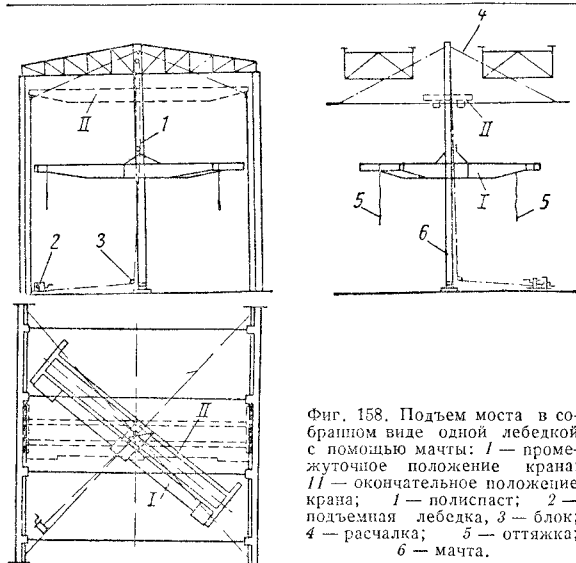 4
II
1
II
I
5
5
2
3
6
II
I
Фиг. 158. Подъем моста в со-
бранном виде одной лебедкой
с помощью мачты: I — проме-
жуточное положение крана;
II — окончательное положение
крана; 1 — полиспаст; 2 —
подъемная лебедка, 3 — блок;
4 — расчалка; 5 — оттяжка;
6 — мачта.